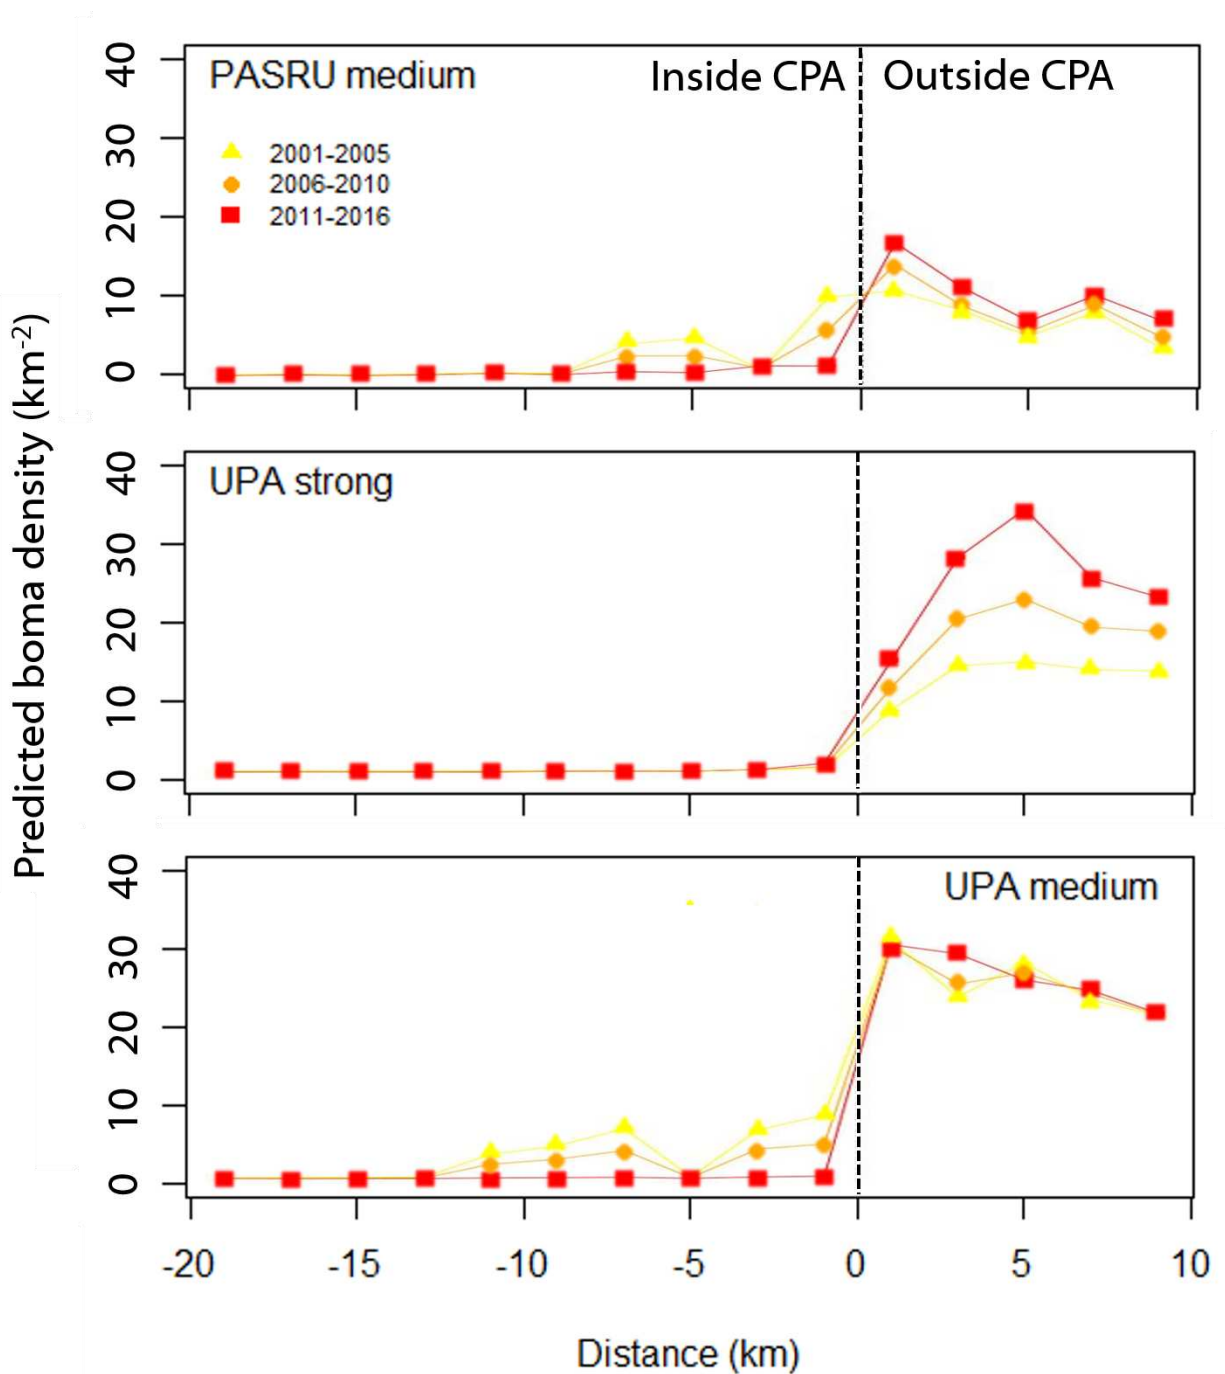 Predicted boma density (km⁻²)
PASRU medium
Inside CPA
Outside CPA
2001-2005
2006-2010
2011-2016
40
30
20
10
0
UPA strong
40
30
20
10
0
UPA medium
40
30
20
10
0
-20 -15 -10 -5 0 5 10
Distance (km)